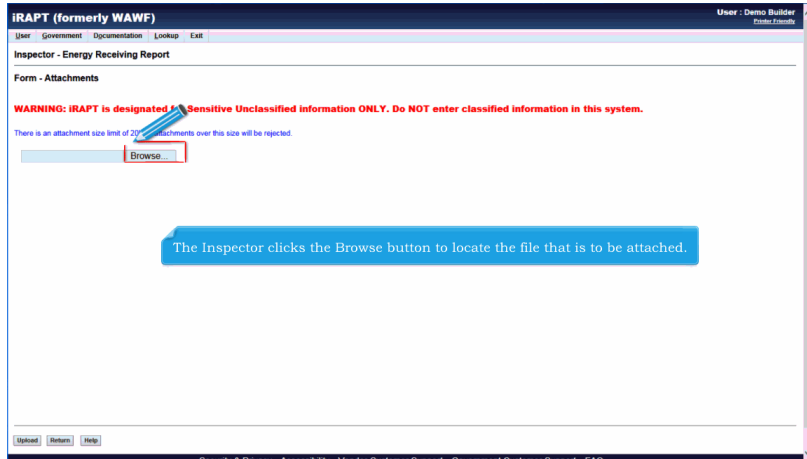 iRAPT (formerly WAWF)
User : Demo Builder
Printer Friendly
User Government Documentation Lookup Exit
Inspector - Energy Receiving Report
Form - Attachments
WARNING: iRAPT is designated Sensitive Unclassified information ONLY. Do NOT enter classified information in this system.
There is an attachment size limit of attachments over this size will be rejected.
Browse...
The Inspector clicks the Browse button to locate the file that is to be attached.
Upload Return Help